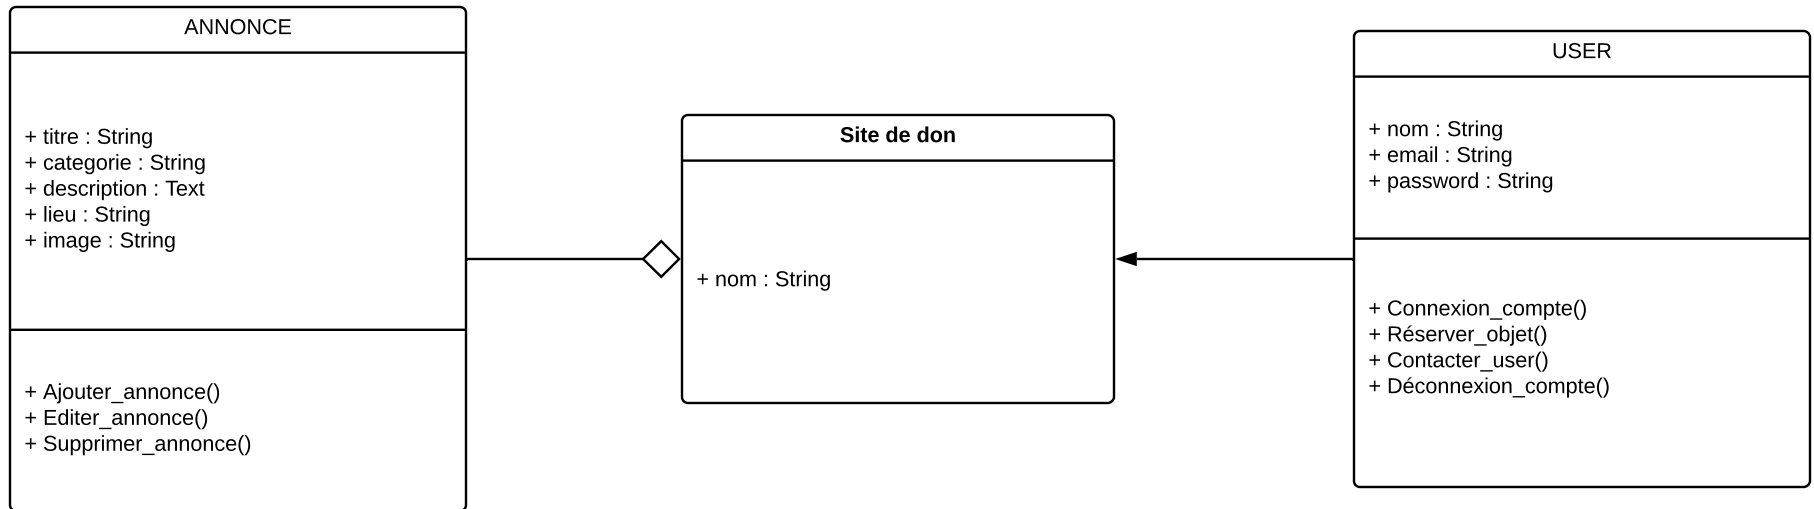 ANNONCE
+ titre : String
+ categorie : String
+ description : Text
+ lieu : String
+ image : String
+ Ajouter_annonce()
+ Editer_annonce()
+ Supprimer_annonce()
Site de don
+ nom : String
USER
+ nom : String
+ email : String
+ password : String
+ Connexion_compte()
+ Réserver_objet()
+ Contacter_user()
+ Déconnexion_compte()